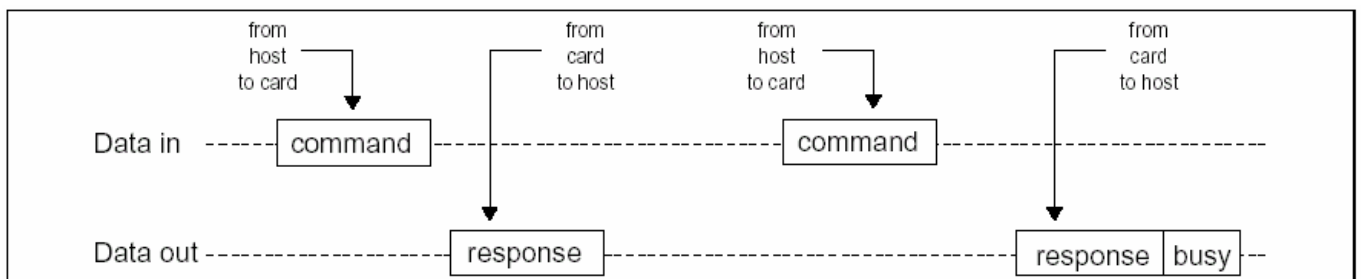 from
host
to card
from
card
to host
from
host
to card
from
card
to host
Data in
command
command
Data out
response
response
busy